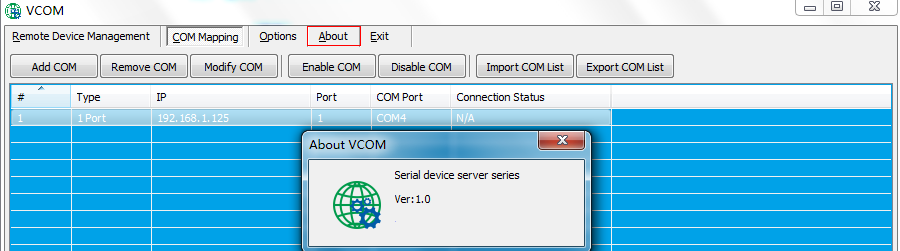 VCOM
Remote Device Management COM Mapping Options About Exit
Add COM Remove COM Modify COM Enable COM Disable COM Import COM List Export COM List
# Type IP Port COM Port Connection Status
1 1 Port 192.168.1.125 1 COM4 N/A
About VCOM
Serial device server series
Ver:1.0